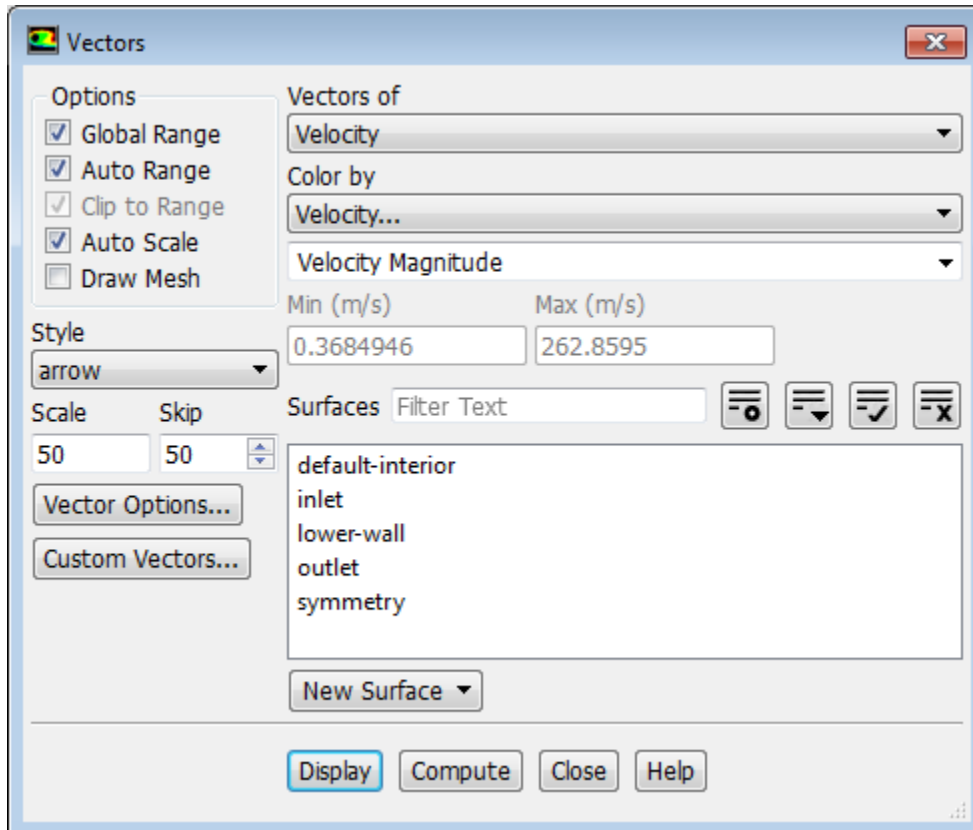 Vectors
Options
Global Range
Auto Range
Clip to Range
Auto Scale
Draw Mesh
Style
arrow
Scale Skip
50 50
Vector Options...
Custom Vectors...
Vectors of
Velocity
Color by
Velocity...
Velocity Magnitude
Min (m/s) Max (m/s)
0.3684946 262.8595
Surfaces Filter Text
default-interior
inlet
lower-wall
outlet
symmetry
New Surface
Display Compute Close Help